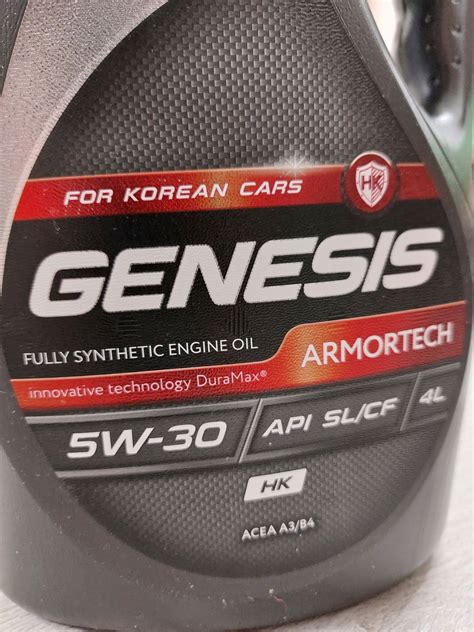 FOR KOREAN CARS
HK
GENESIS
FULLY SYNTHETIC ENGINE OIL
ARMORTECH
innovative technology DuraMax®
5W-30
API SL/CF
4L
HK
ACEA A3/B4